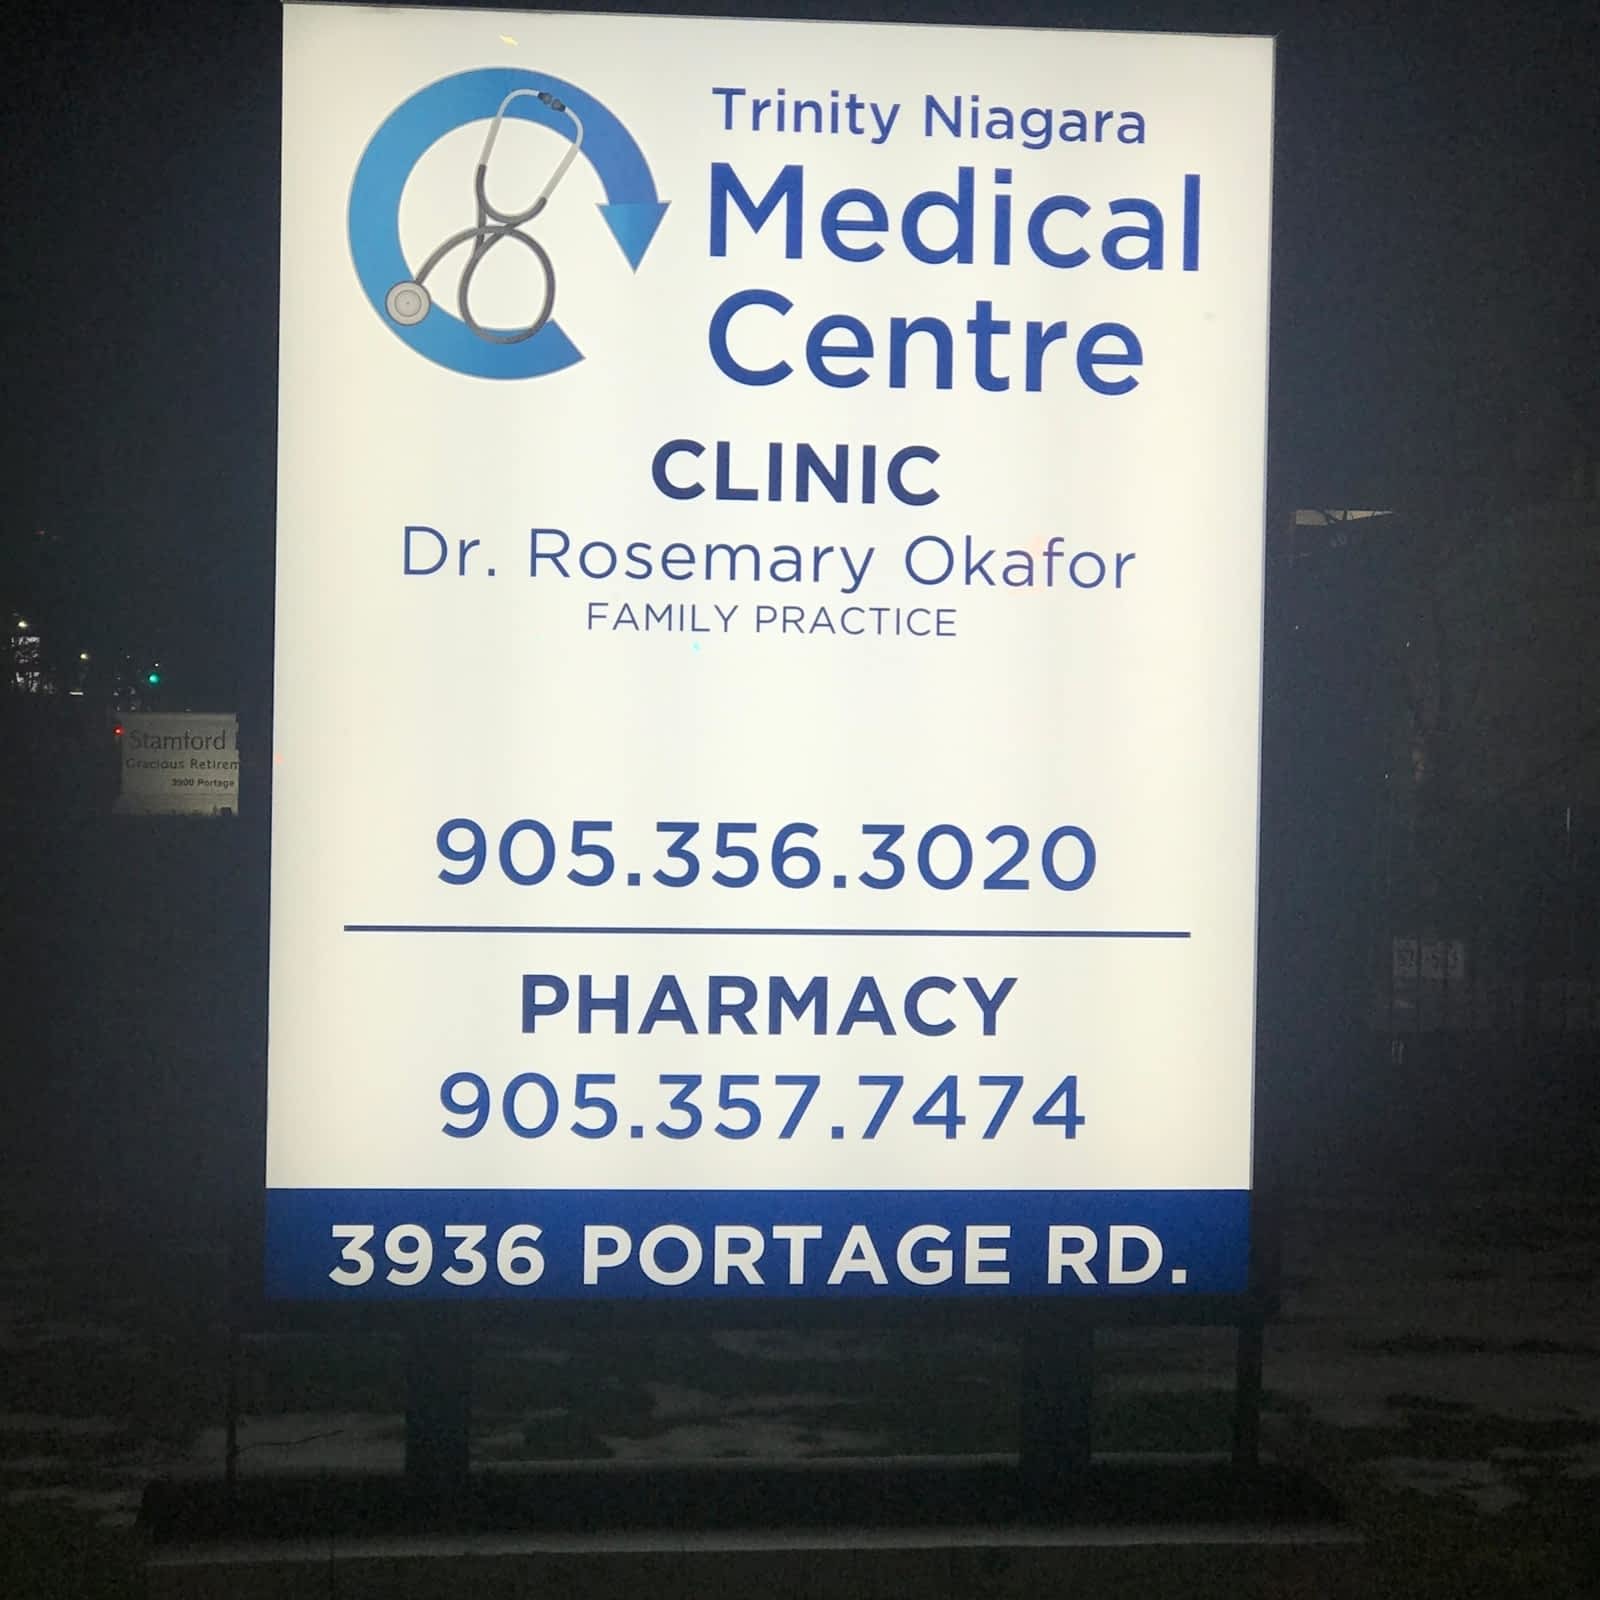 Trinity Niagara
Medical
Centre
CLINIC
Dr. Rosemary Okafor
FAMILY PRACTICE
905.356.3020
PHARMACY
905.357.7474
3936 PORTAGE RD.
Stamford
Gracious Retirem
3900 Portage